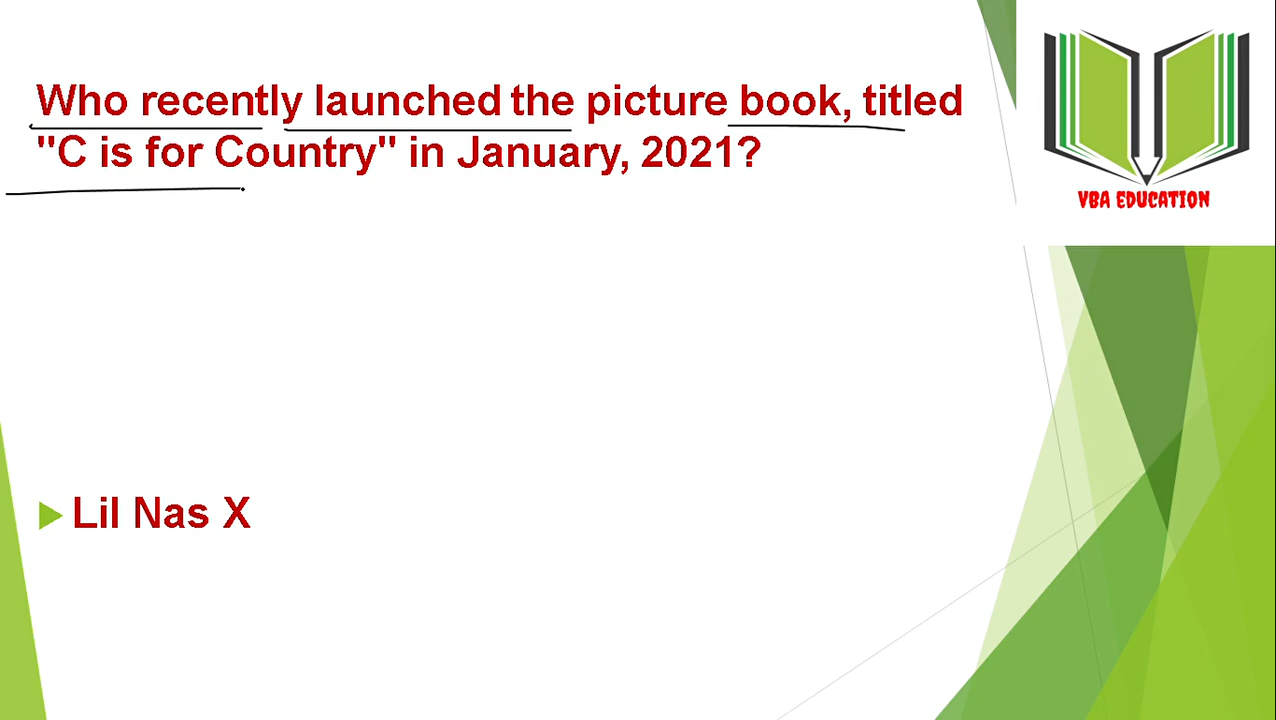 Who recently launched the picture book, titled
"C is for Country" in January, 2021?
VBA EDUCATION
Lil Nas X